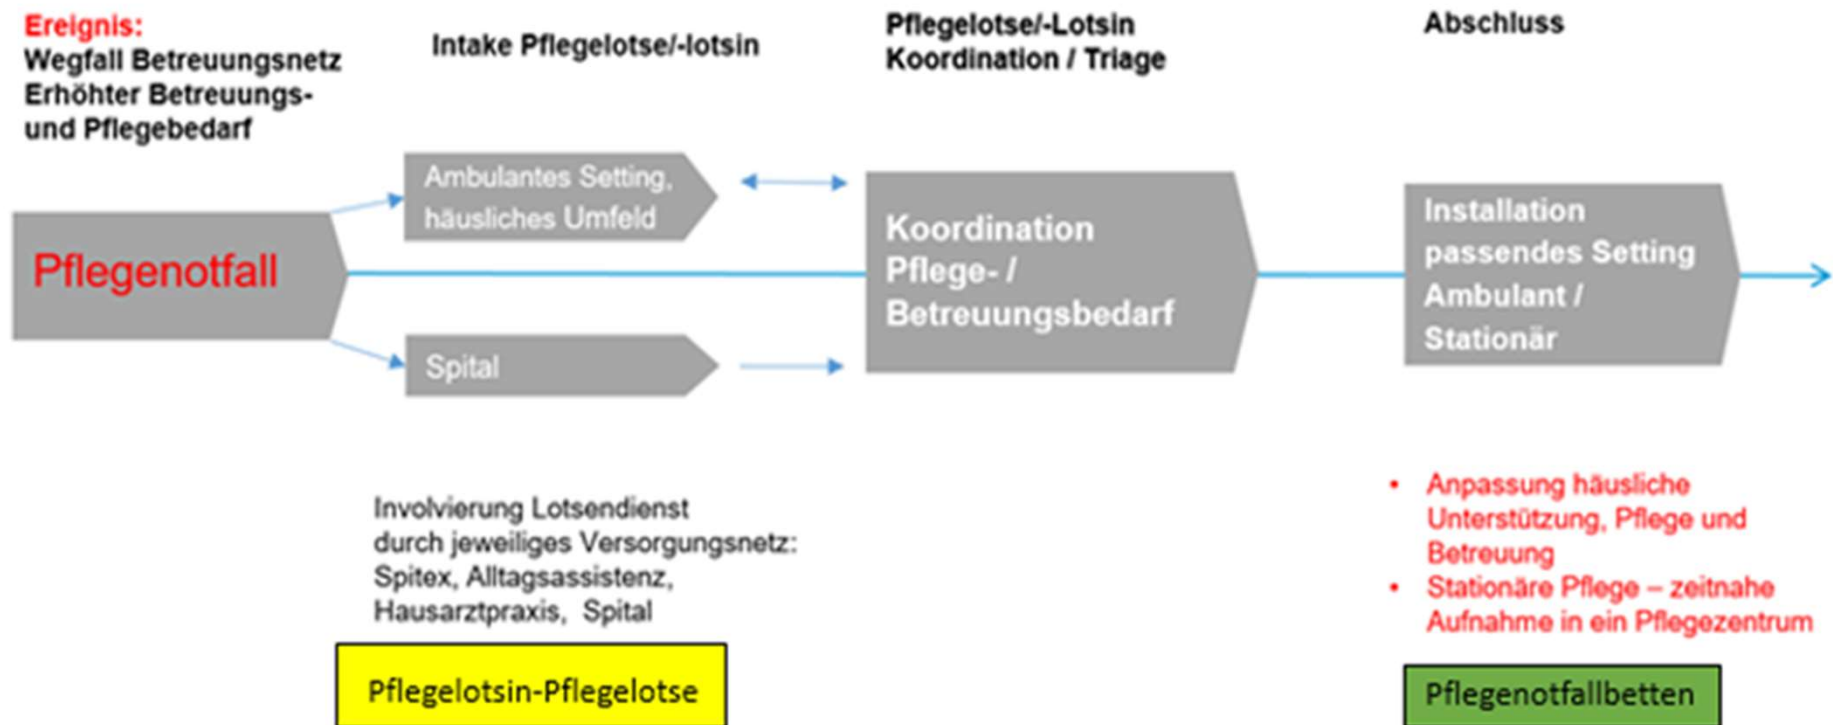 Ereignis:
Wegfall Betreuungsnetz
Erhöhter Betreuungs-
und Pflegebedarf
Intake Pflegelotse/-lotsin
Pflegelotse/-Lotsin
Koordination / Triage
Abschluss
Pflegenotfall
Ambulantes Setting,
häusliches Umfeld
Spital
Koordination
Pflege- /
Betreuungsbedarf
Installation
passendes Setting
Ambulant /
Stationär
Involvierung Lotsendienst
durch jeweiliges Versorgungsnetz:
Spitex, Alltagsassistenz,
Hausarztpraxis, Spital
Pflegelotsin-Pflegelotse
• Anpassung häusliche
Unterstützung, Pflege und
Betreuung
• Stationäre Pflege – zeitnahe
Aufnahme in ein Pflegezentrum
Pflegenotfallbetten